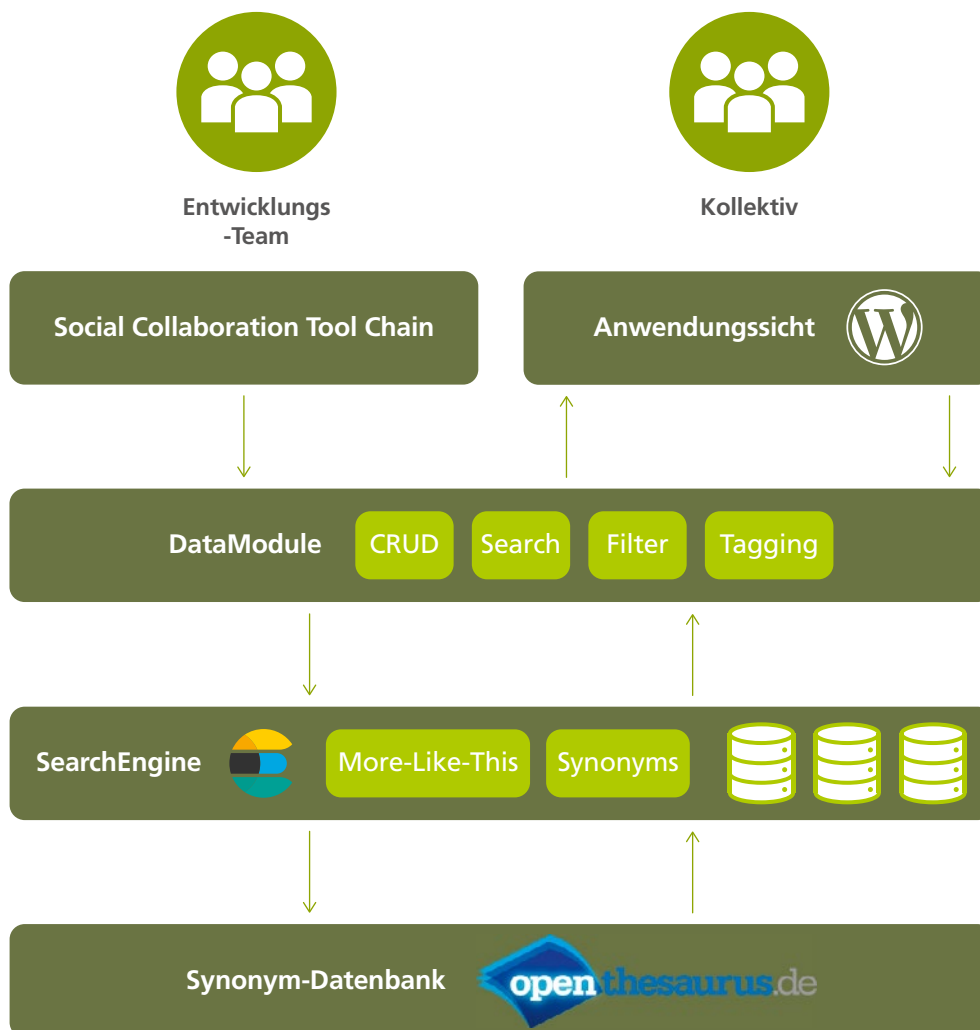 Entwicklungs
-Team
Kollektiv
Social Collaboration Tool Chain
Anwendungssicht
DataModule
CRUD
Search
Filter
Tagging
SearchEngine
More-Like-This
Synonyms
Synonym-Datenbank
openthesaurus.de